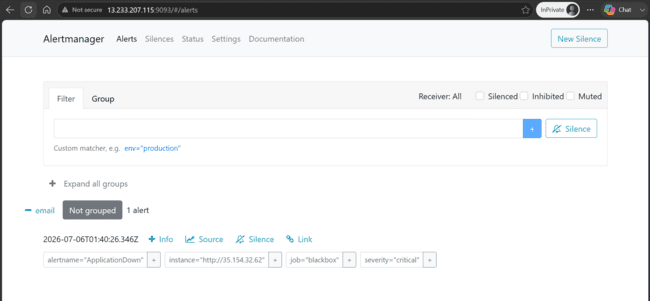 Not secure 13.233.207.115:9093/#/alerts InPrivate Chat
Alertmanager Alerts Silences Status Settings Documentation New Silence
Filter Group Receiver: All Silenced Inhibited Muted
+ Silence
Custom matcher, e.g. env="production"
+ Expand all groups
− email Not grouped 1 alert
2026-07-06T01:40:26.346Z + Info Source Silence Link
alertname="ApplicationDown" + instance="http://35.154.32.62" + job="blackbox" + severity="critical" +